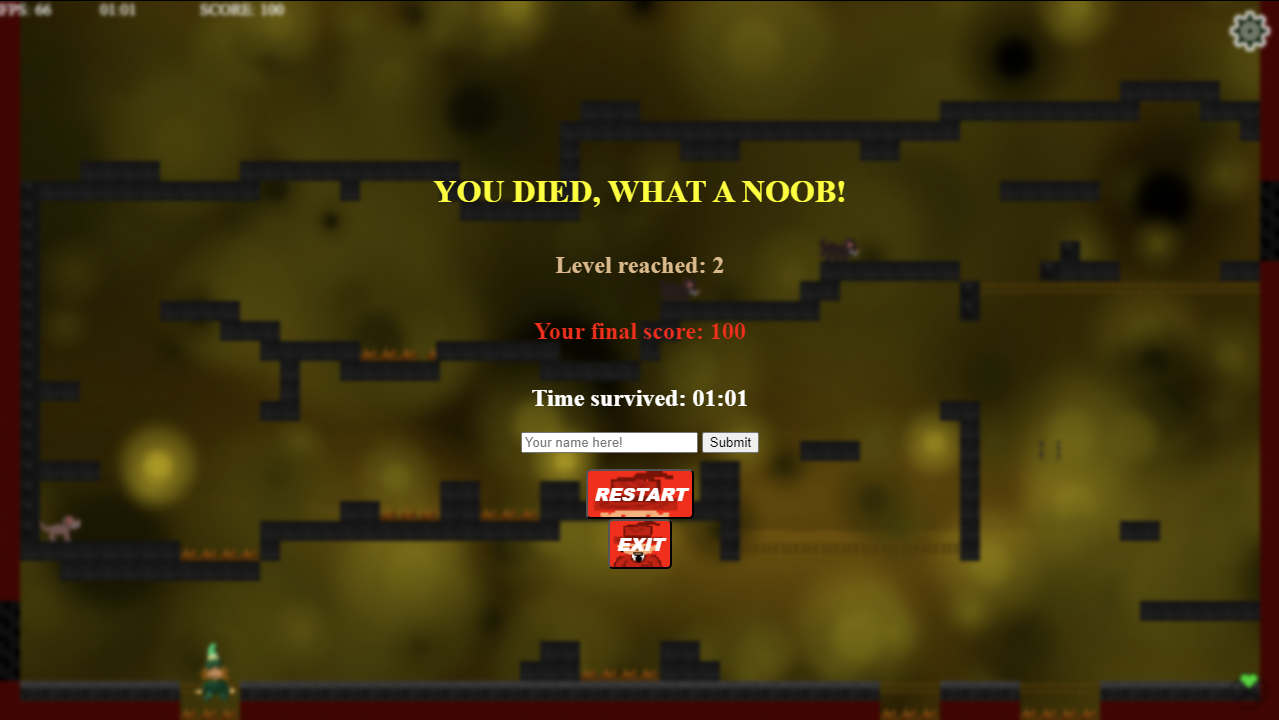 FPS: 66 01:01 SCORE: 100
YOU DIED, WHAT A NOOB!
Level reached: 2
Your final score: 100
Time survived: 01:01
Your name here! Submit
RESTART
EXIT